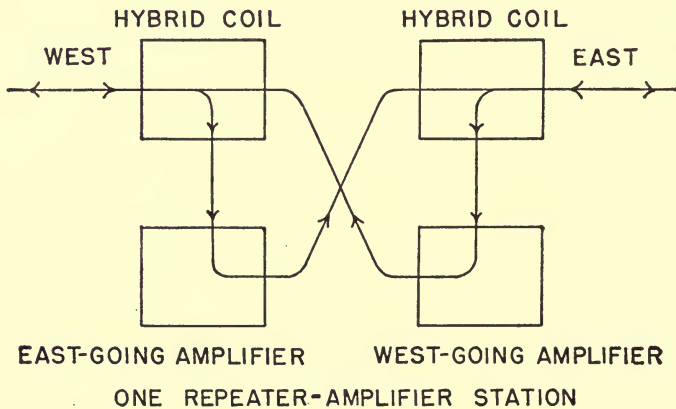 HYBRID COIL HYBRID COIL
WEST EAST
EAST-GOING AMPLIFIER WEST-GOING AMPLIFIER
ONE REPEATER-AMPLIFIER STATION